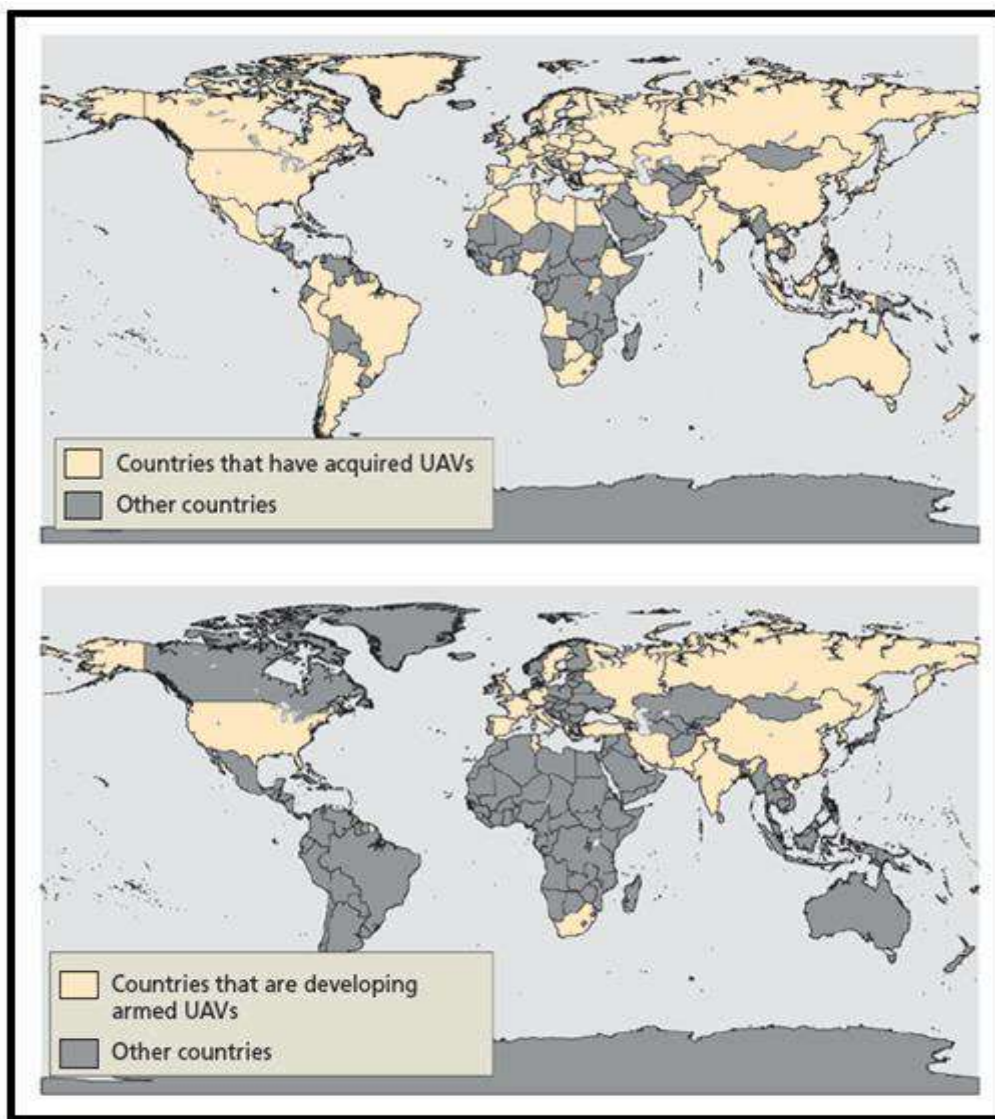 Countries that have acquired UAVs
Other countries
Countries that are developing
armed UAVs
Other countries